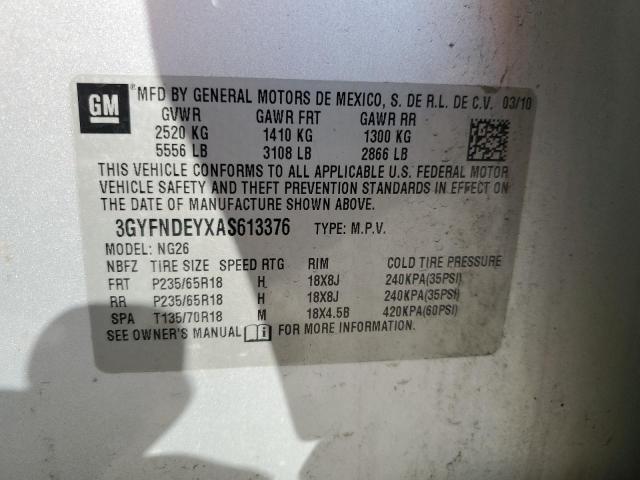 GM ® MFD BY GENERAL MOTORS DE MEXICO, S. DE R.L. DE C.V. 03/10
GVWR GAWR FRT GAWR RR
2520 KG 1410 KG 1300 KG
5556 LB 3108 LB 2866 LB
THIS VEHICLE CONFORMS TO ALL APPLICABLE U.S. FEDERAL MOTOR
VEHICLE SAFETY AND THEFT PREVENTION STANDARDS IN EFFECT ON
THE DATE OF MANUFACTURE SHOWN ABOVE.
3GYFNDEYXAS613376 TYPE: M.P.V.
MODEL: NG26
NBFZ TIRE SIZE SPEED RTG RIM COLD TIRE PRESSURE
FRT P235/65R18 H 18X8J 240KPA(35PSI)
RR P235/65R18 H 18X8J 240KPA(35PSI)
SPA T135/70R18 M 18X4.5B 420KPA(60PSI)
SEE OWNER'S MANUAL i FOR MORE INFORMATION.